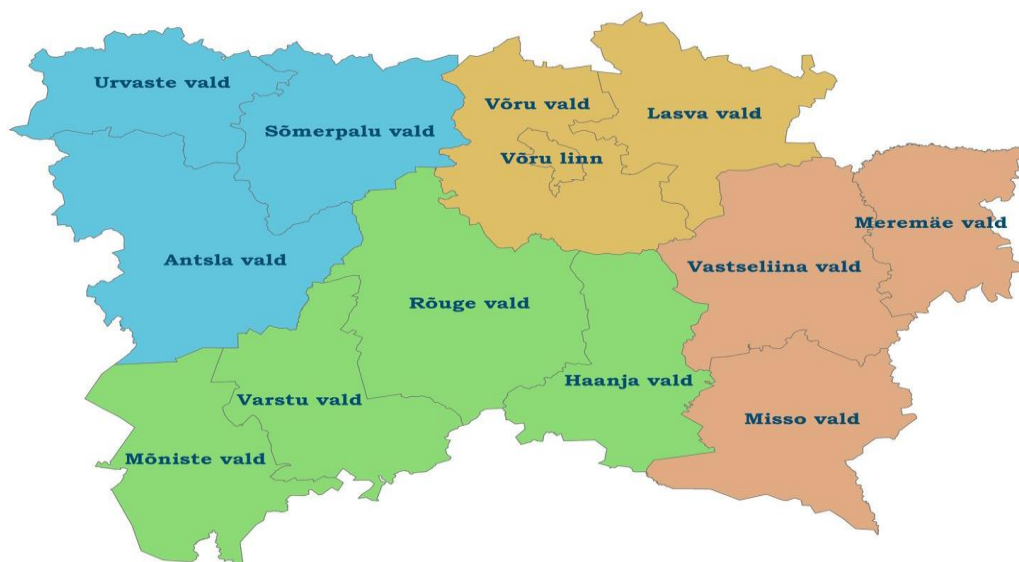 Urvaste vald
Sõmerpalu vald
Võru vald
Lasva vald
Võru linn
Meremäe vald
Antsla vald
Vastseliina vald
Rõuge vald
Haanja vald
Varstu vald
Misso vald
Mõniste vald